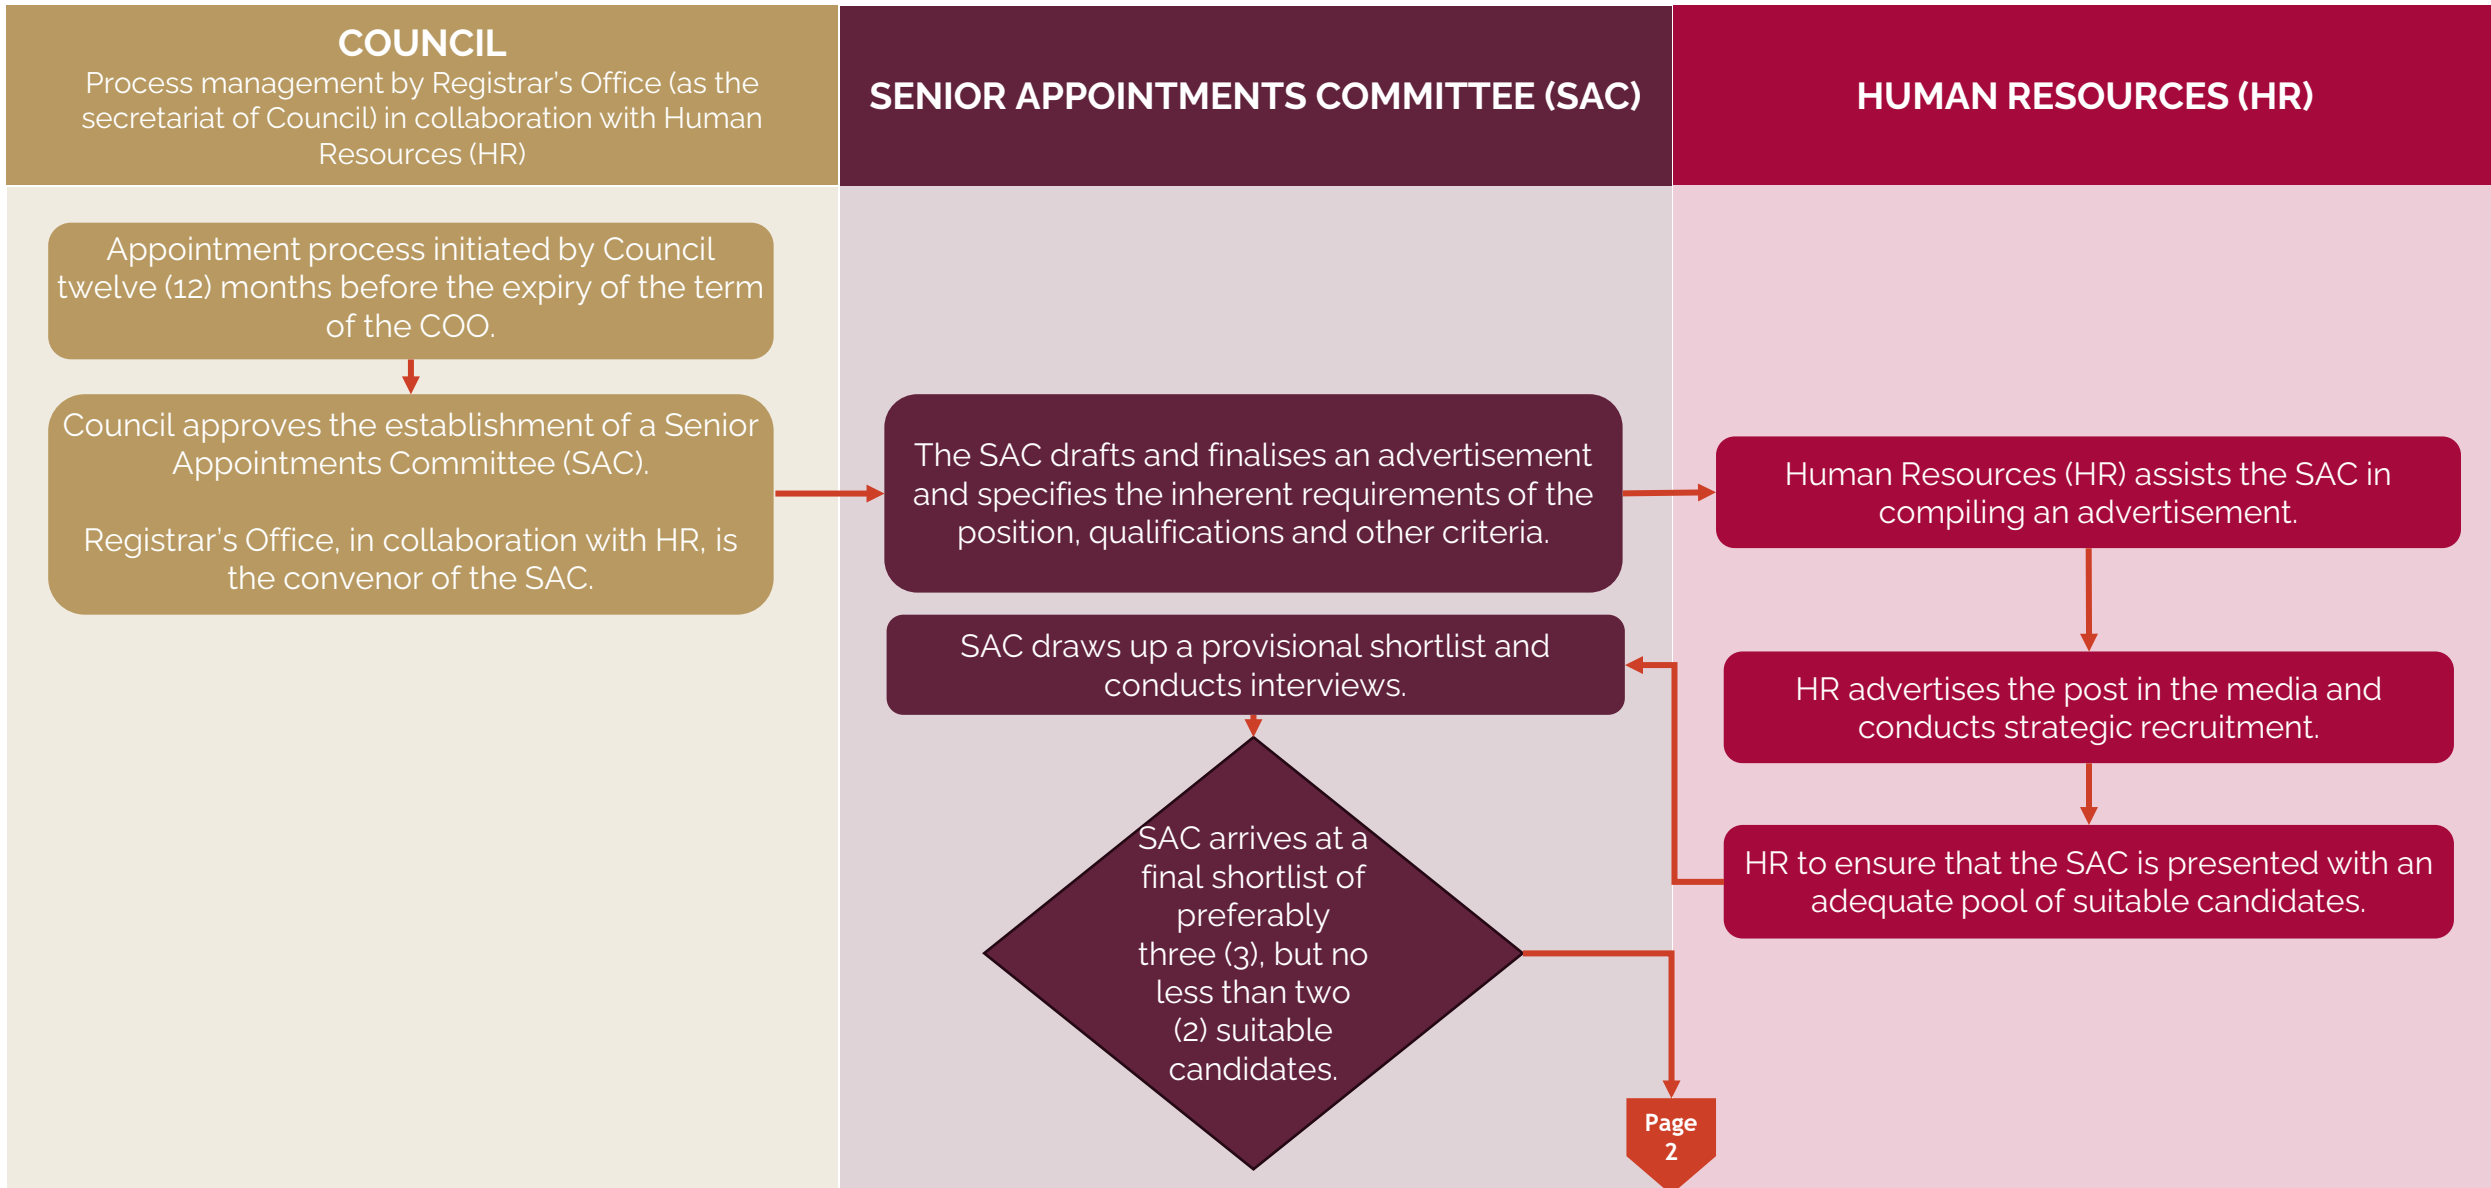 COUNCIL
Process management by Registrar's Office (as the
secretariat of Council) in collaboration with Human
Resources (HR)
SENIOR APPOINTMENTS COMMITTEE (SAC)
HUMAN RESOURCES (HR)
Appointment process initiated by Council
twelve (12) months before the expiry of the term
of the COO.
Council approves the establishment of a Senior
Appointments Committee (SAC).
Registrar's Office, in collaboration with HR, is
the convenor of the SAC.
The SAC drafts and finalises an advertisement
and specifies the inherent requirements of the
position, qualifications and other criteria.
Human Resources (HR) assists the SAC in
compiling an advertisement.
HR advertises the post in the media and
conducts strategic recruitment.
HR to ensure that the SAC is presented with an
adequate pool of suitable candidates.
SAC draws up a provisional shortlist and
conducts interviews.
SAC arrives at a
final shortlist of
preferably
three (3), but no
less than two
(2) suitable
candidates.
Page
2